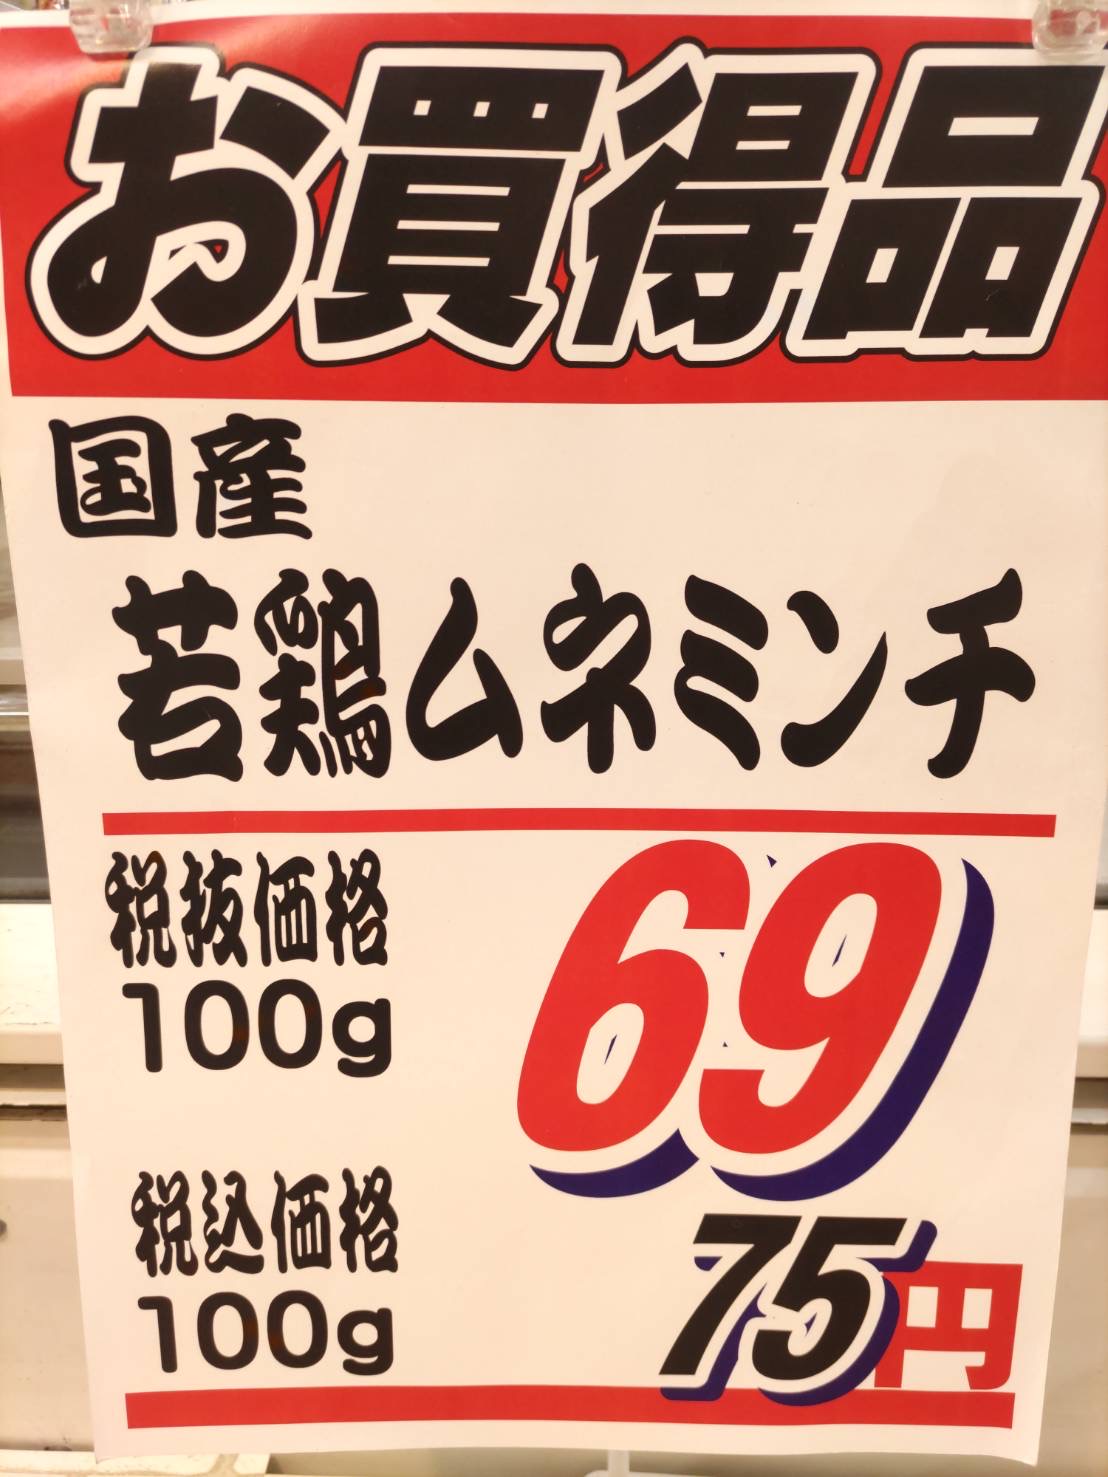 お買得品
国産
若鶏ムネミンチ
税抜価格
100g
69
税込価格
100g
75円